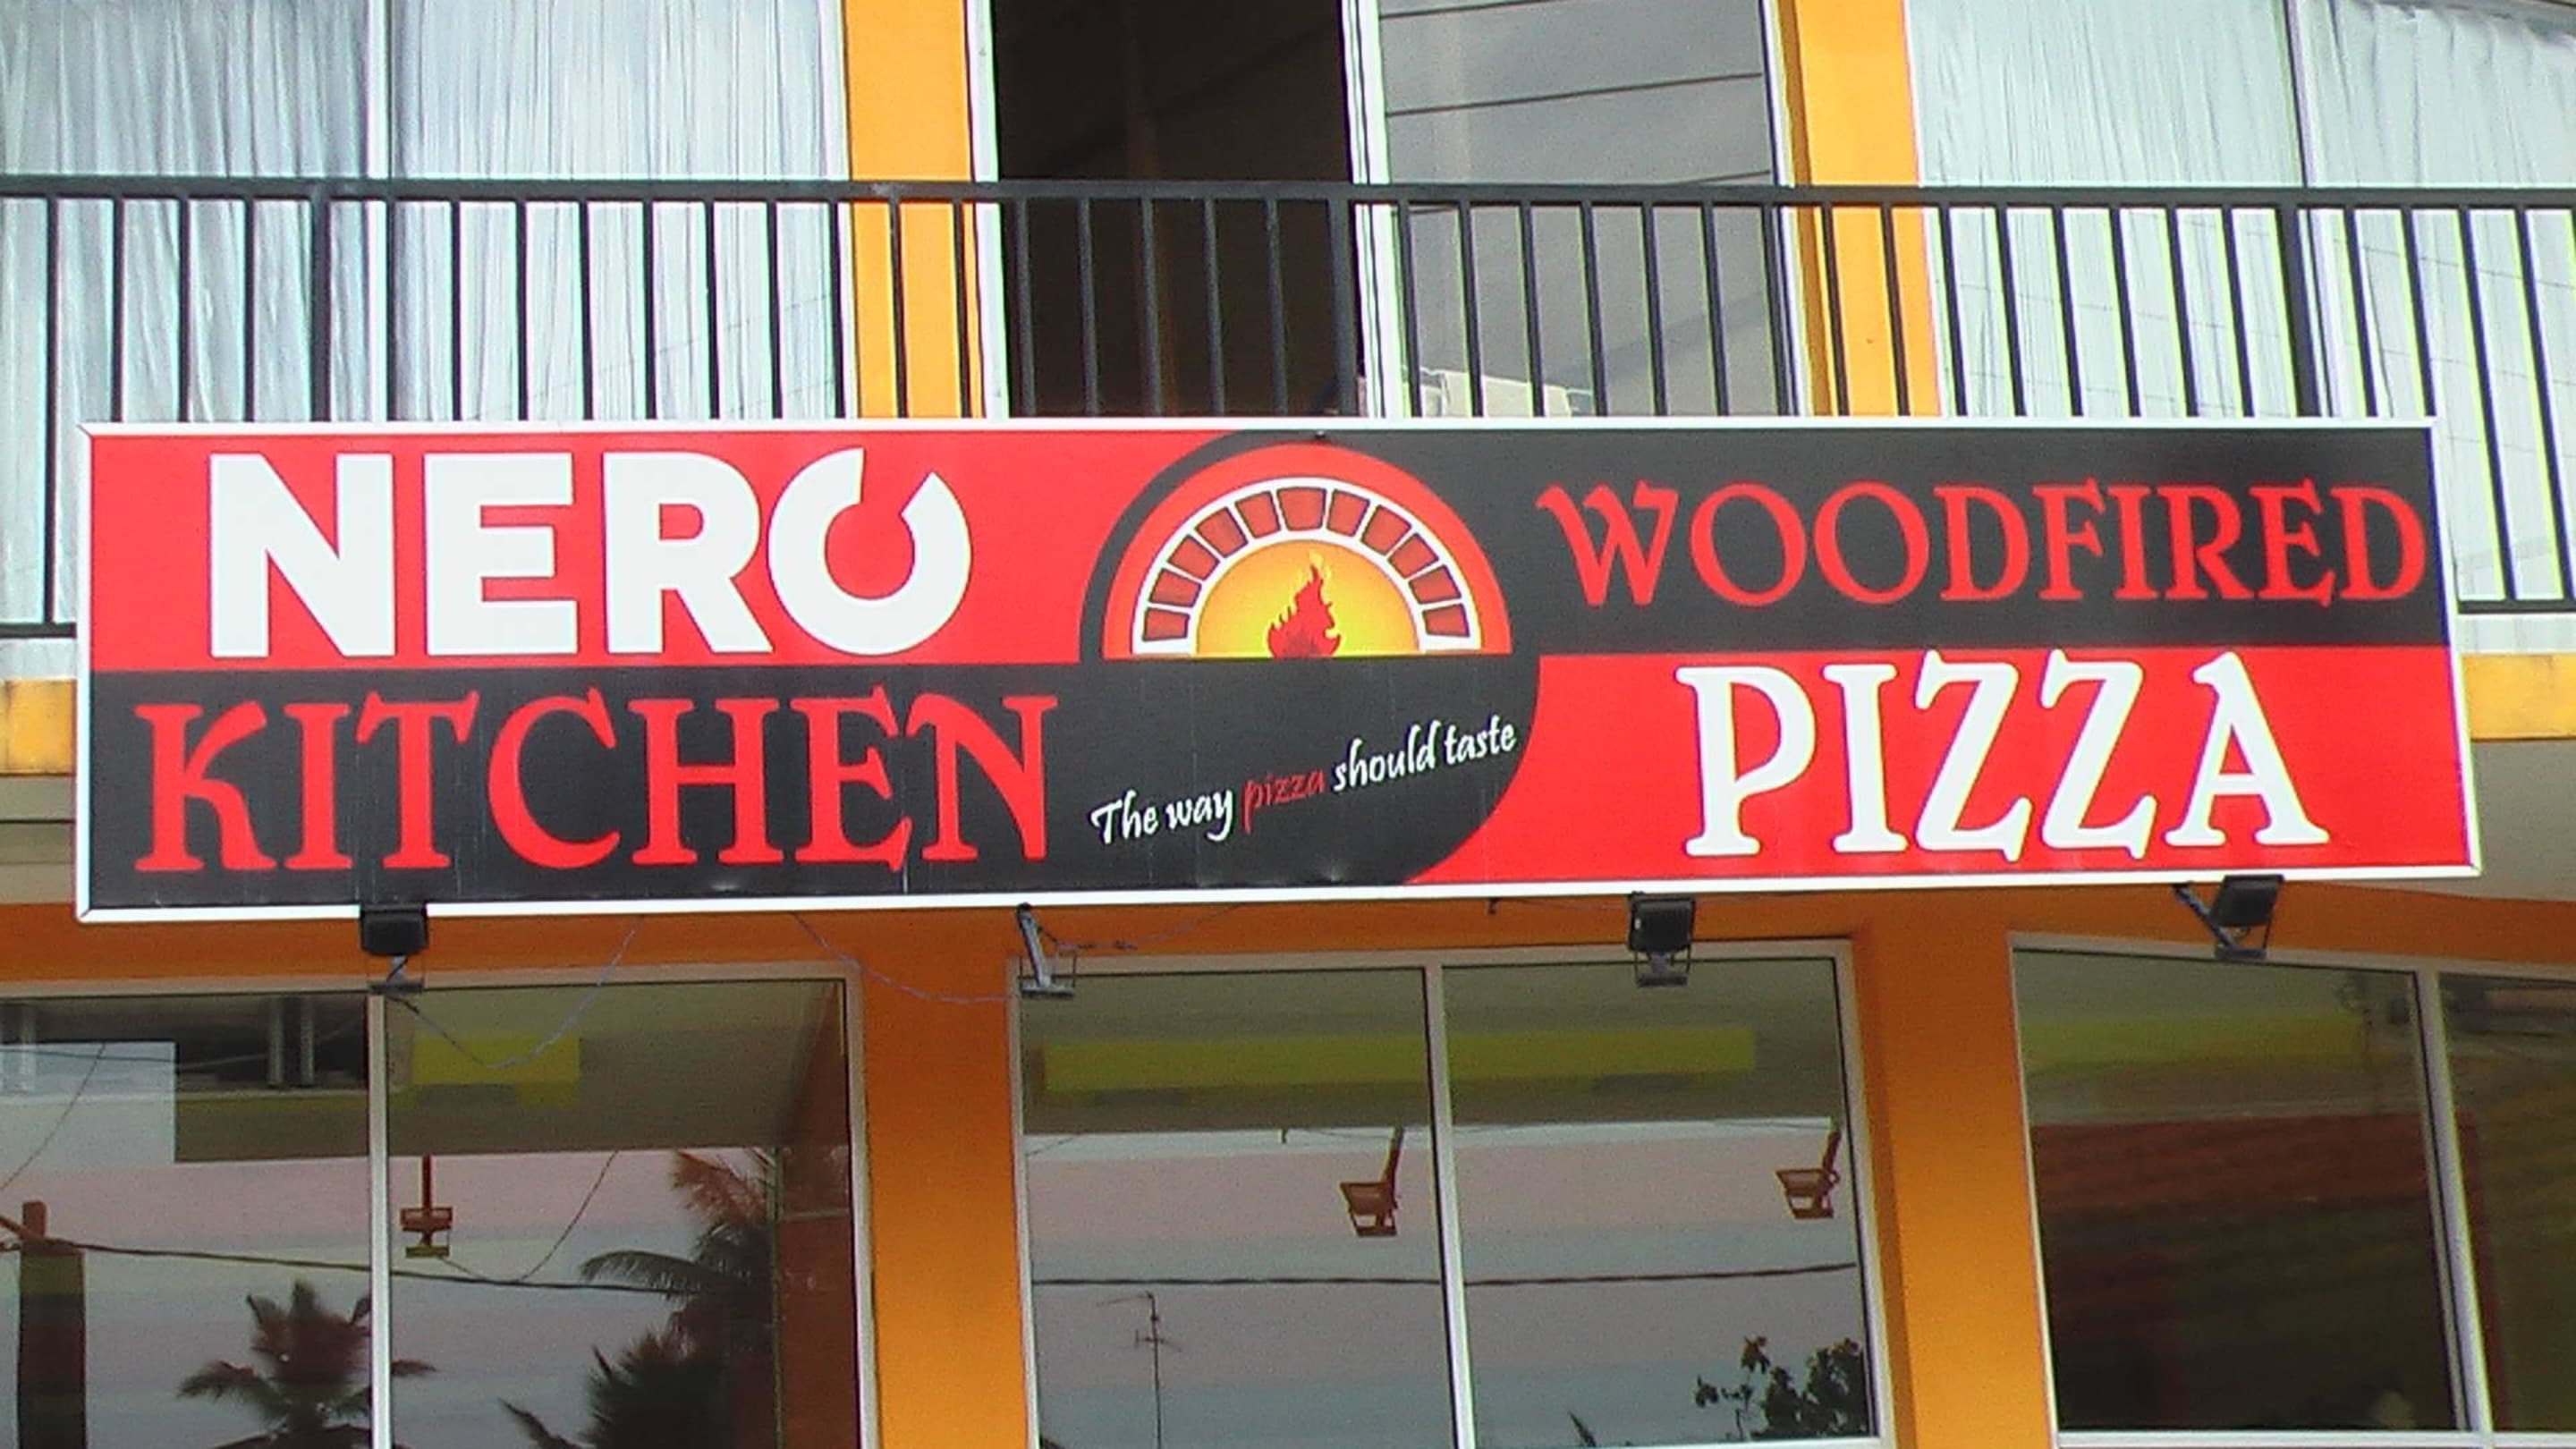 NERO
KITCHEN
The way pizza should taste
WOODFIRED
PIZZA